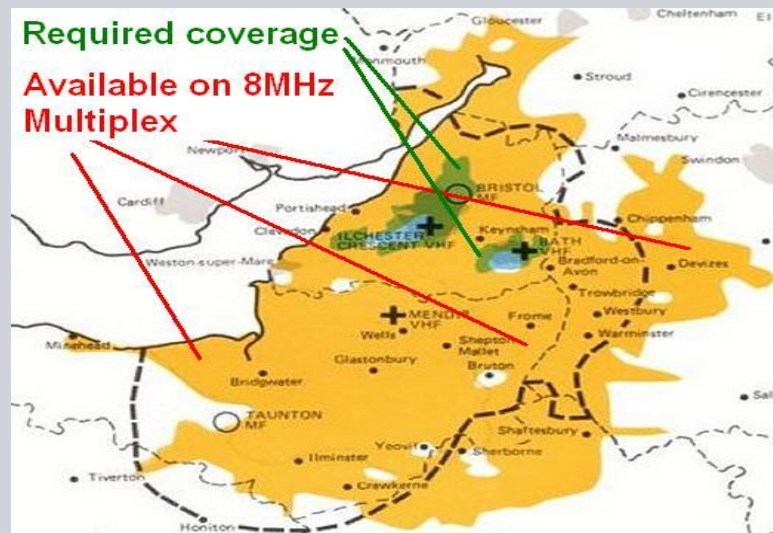 Required coverage
Available on 8MHz
Multiplex
Gloucester
Cheltenham
Monmouth
Stroud
Cirencester
Malmesbury
Newport
Swindon
Cardiff
Portishead
BRISTOL
MF
Clevedon
ILCHESTER
CRESCENT VHF
Keynsham
Chippenham
BATH
VHF
Weston-super-Mare
Bradford-on-
Avon
Devizes
Trowbridge
MENDIP
VHF
Frome
Westbury
Wells
Warminster
Minehead
Shepton
Mallet
Glastonbury
Bruton
Bridgwater
TAUNTON
MF
Shaftesbury
Yeovil
Sherborne
Ilminster
Tiverton
Crewkerne
Honiton